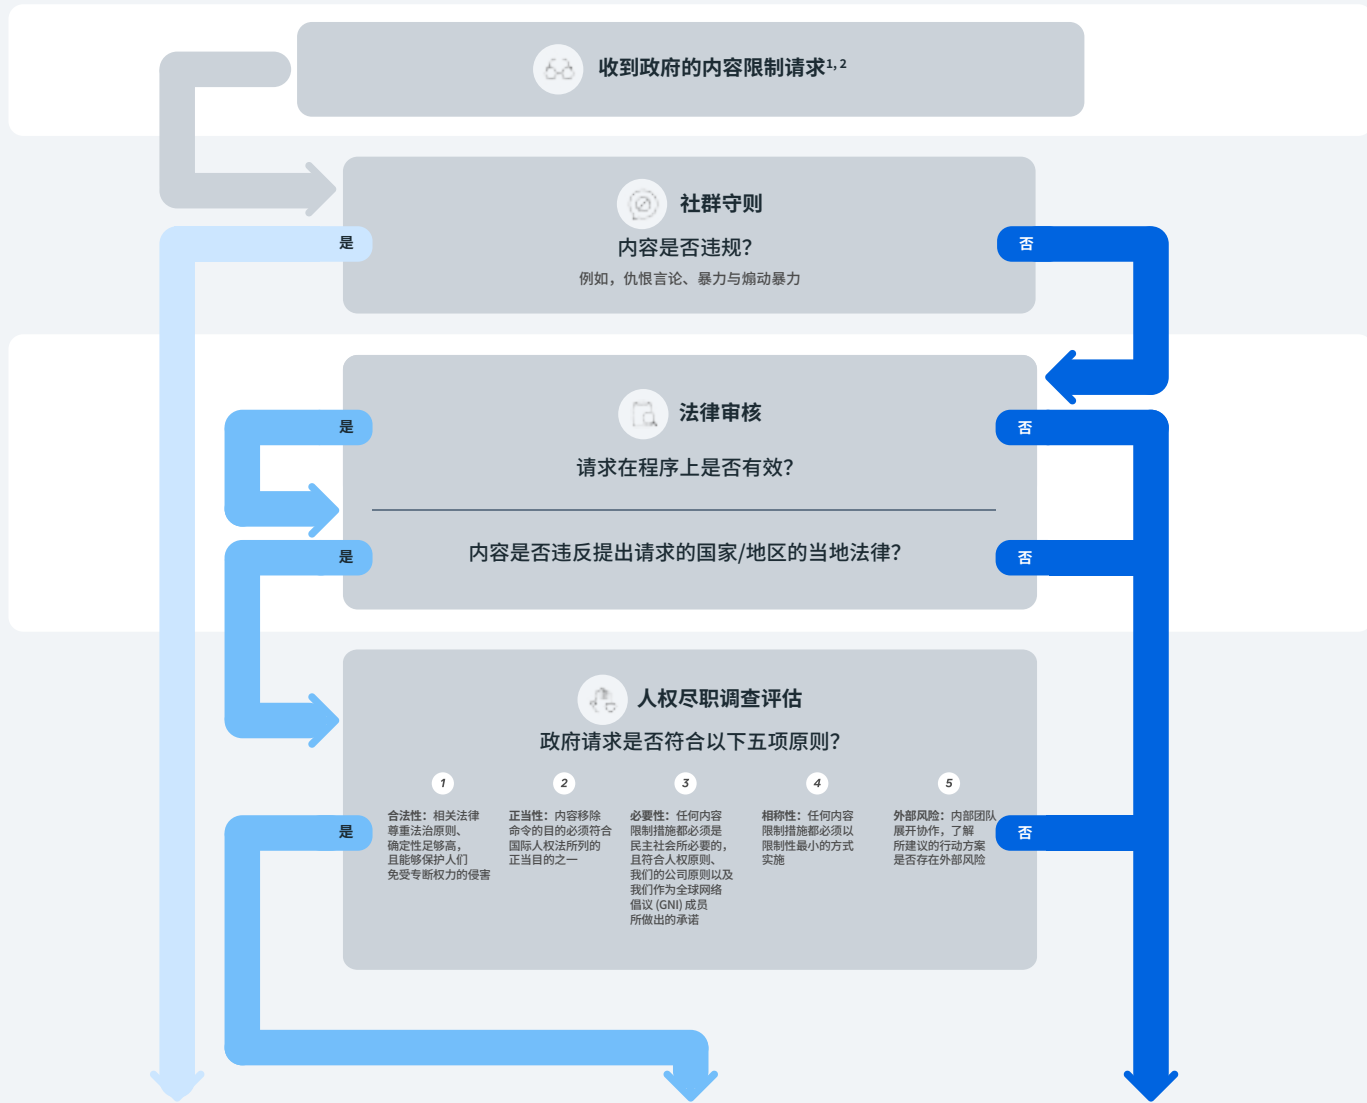 收到政府的内容限制请求1, 2
社群守则
是
内容是否违规？
否
例如，仇恨言论、暴力与煽动暴力
法律审核
是
否
请求在程序上是否有效？
是
内容是否违反提出请求的国家/地区的当地法律？
否
人权尽职调查评估
政府请求是否符合以下五项原则？
是
1
合法性：相关法律
尊重法治原则、
确定性足够高，
且能够保护人们
免受专断权力的侵害
2
正当性：内容移除
命令的目的必须符合
国际人权法所列的
正当目的之一
3
必要性：任何内容
限制措施都必须是
民主社会所必要的，
且符合人权原则、
我们的公司原则以及
我们作为全球网络
倡议 (GNI) 成员
所做出的承诺
4
相称性：任何内容
限制措施都必须以
限制性最小的方式
实施
5
外部风险：内部团队
展开协作，了解
所建议的行动方案
是否存在外部风险
否